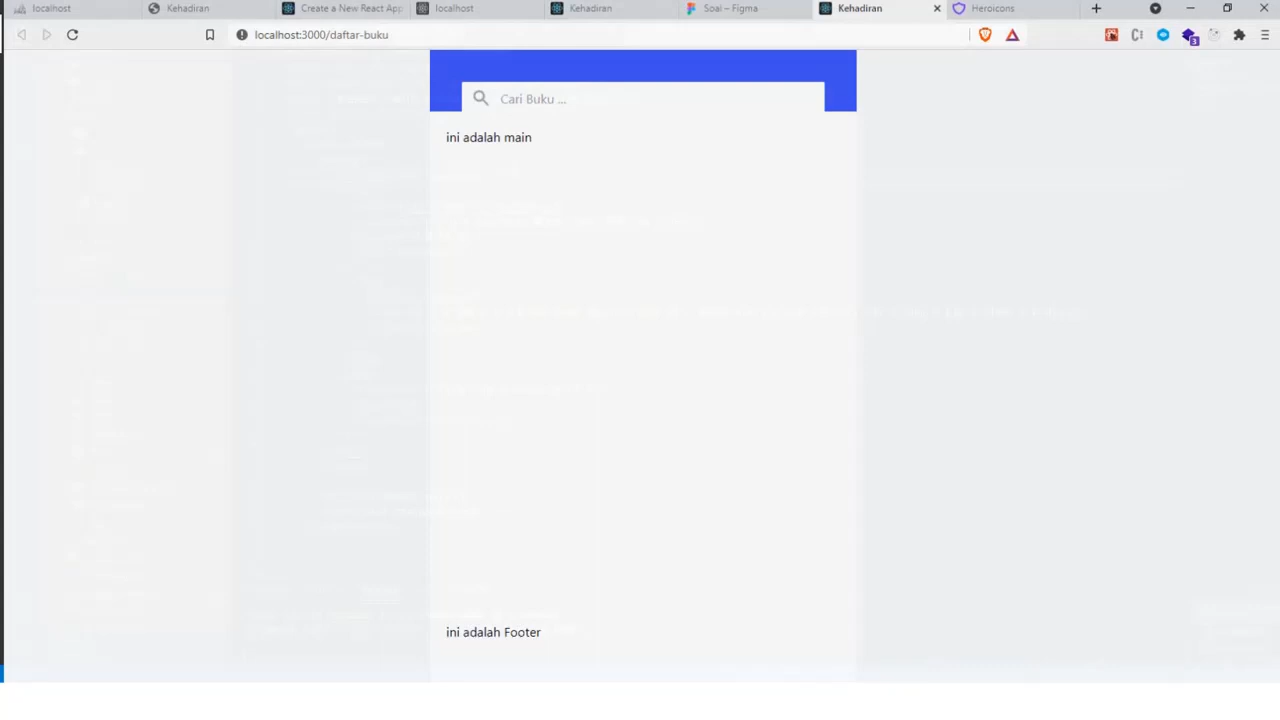 localhost
Kehadiran
Create a New React App
localhost
Kehadiran
Soal – Figma
Kehadiran
Heroicons
localhost:3000/daftar-buku
3
Cari Buku ...
ini adalah main
ini adalah Footer